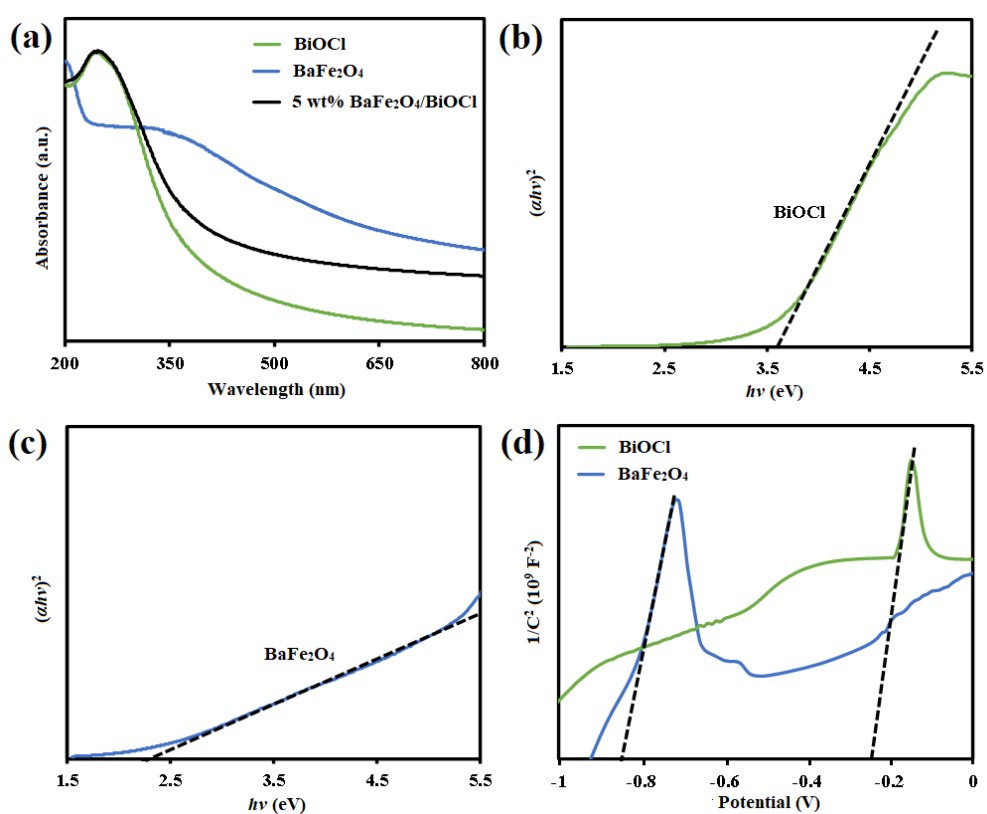 (a)
BiOCl
BaFe₂O₄
5 wt% BaFe₂O₄/BiOCl
Absorbance (a.u.)
200 350 500 650 800
Wavelength (nm)
(b)
BiOCl
(αhν)²
1.5 2.5 3.5 4.5 5.5
hν (eV)
(c)
BaFe₂O₄
(αhν)²
1.5 2.5 3.5 4.5 5.5
hν (eV)
(d)
BiOCl
BaFe₂O₄
1/C² (10⁹ F⁻²)
-1 -0.8 -0.6 -0.4 -0.2 0
Potential (V)